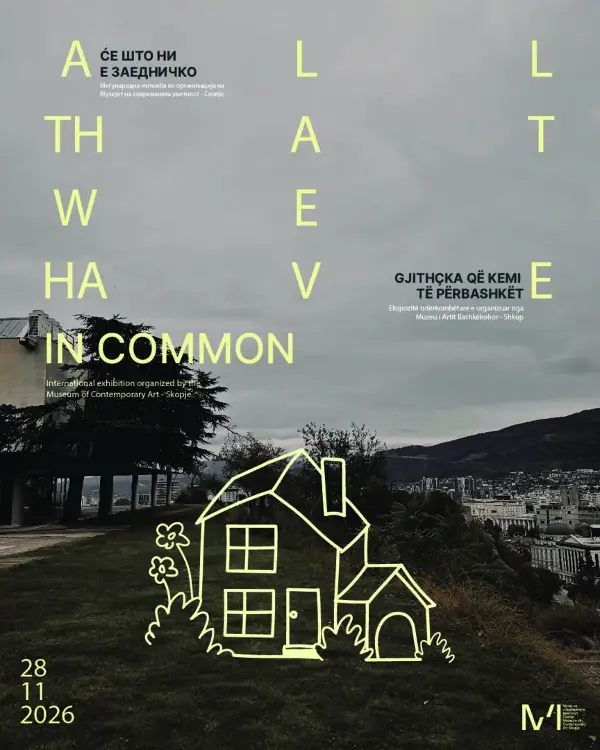 A L L
TH A T
W E
HA V E
IN COMMON
International exhibition organized by the
Museum of Contemporary Art - Skopje
С́Е ШТО НИ
Е ЗАЕДНИЧКО
Меѓународна изложба во организација на
Музејот на современата уметност - Скопје
GJITHÇKA QË KEMI
TË PËRBASHKËT
Ekspozitë ndërkombëtare e organizuar nga
Muzeu i Artit Bashkëkohor - Shkup
28
11
2026